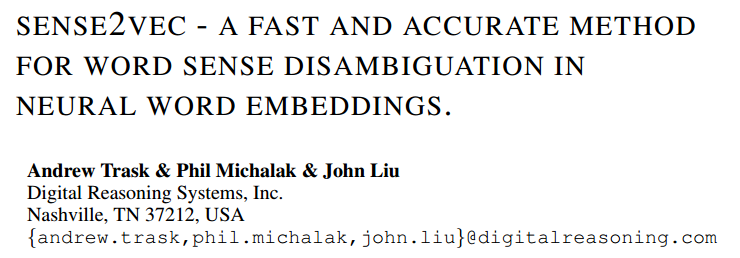 SENSE2VEC - A FAST AND ACCURATE METHOD
FOR WORD SENSE DISAMBIGUATION IN
NEURAL WORD EMBEDDINGS.
Andrew Trask & Phil Michalak & John Liu
Digital Reasoning Systems, Inc.
Nashville, TN 37212, USA
{andrew.trask,phil.michalak,john.liu}@digitalreasoning.com